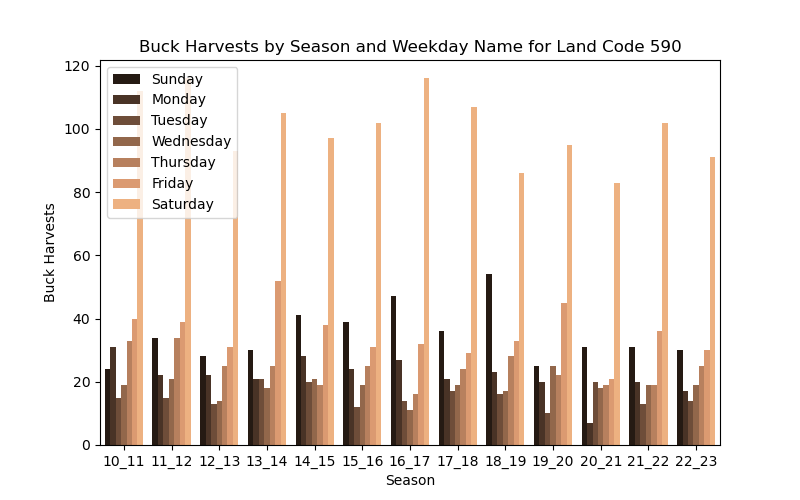 Buck Harvests by Season and Weekday Name for Land Code 590
120
100
80
60
40
20
0
Buck Harvests
Sunday
Monday
Tuesday
Wednesday
Thursday
Friday
Saturday
10_11 11_12 12_13 13_14 14_15 15_16 16_17 17_18 18_19 19_20 20_21 21_22 22_23
Season